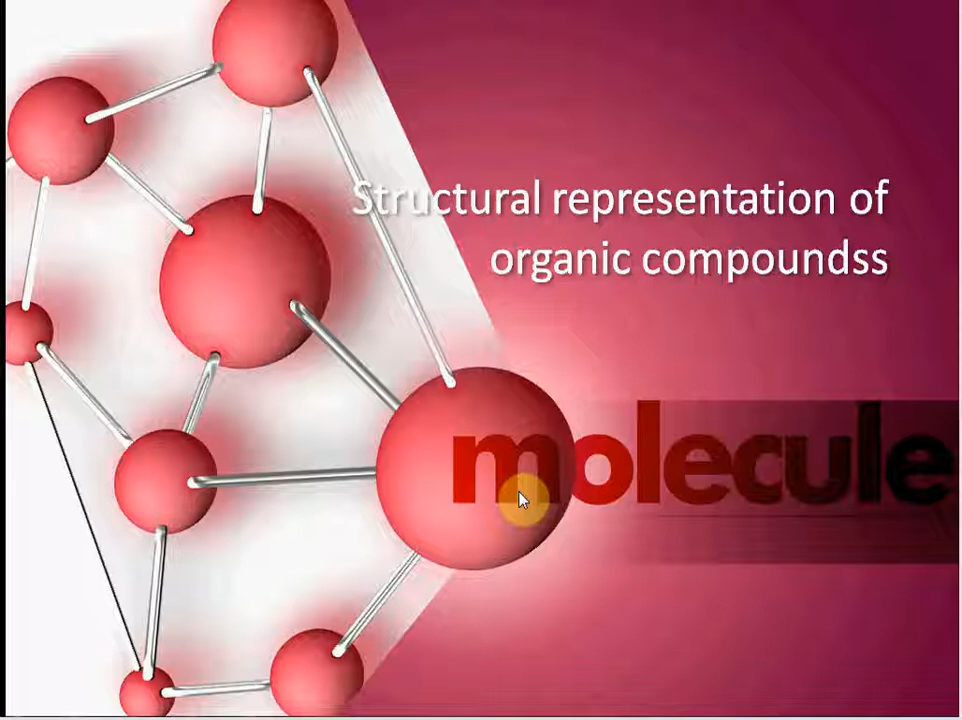 Structural representation of
organic compoundss
molecule